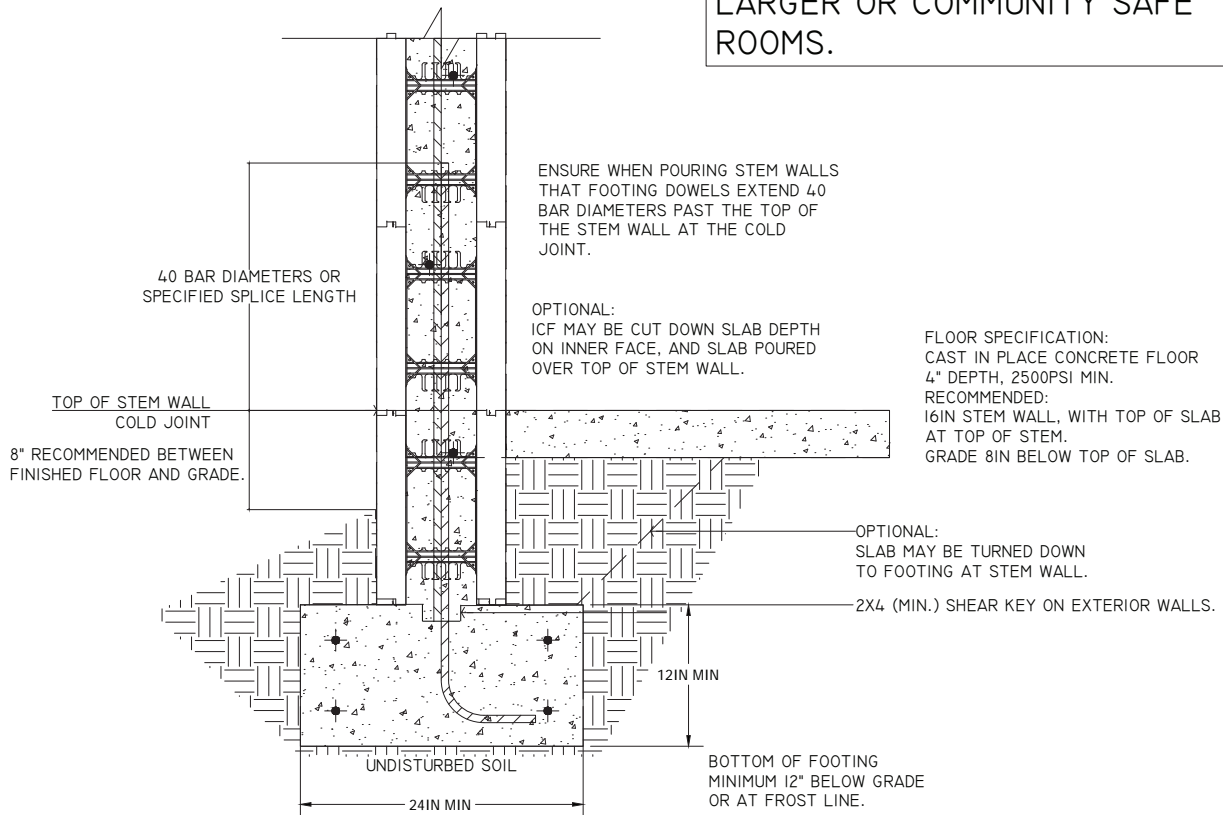 LARGER OR COMMUNITY SAFE
ROOMS.
ENSURE WHEN POURING STEM WALLS
THAT FOOTING DOWELS EXTEND 40
BAR DIAMETERS PAST THE TOP OF
THE STEM WALL AT THE COLD
JOINT.
40 BAR DIAMETERS OR
SPECIFIED SPLICE LENGTH
OPTIONAL:
ICF MAY BE CUT DOWN SLAB DEPTH
ON INNER FACE, AND SLAB POURED
OVER TOP OF STEM WALL.
FLOOR SPECIFICATION:
CAST IN PLACE CONCRETE FLOOR
4" DEPTH, 2500PSI MIN.
RECOMMENDED:
16IN STEM WALL, WITH TOP OF SLAB
AT TOP OF STEM.
GRADE 8IN BELOW TOP OF SLAB.
TOP OF STEM WALL
COLD JOINT
8" RECOMMENDED BETWEEN
FINISHED FLOOR AND GRADE.
OPTIONAL:
SLAB MAY BE TURNED DOWN
TO FOOTING AT STEM WALL.
2X4 (MIN.) SHEAR KEY ON EXTERIOR WALLS.
12IN MIN
UNDISTURBED SOIL
BOTTOM OF FOOTING
MINIMUM 12" BELOW GRADE
OR AT FROST LINE.
24IN MIN